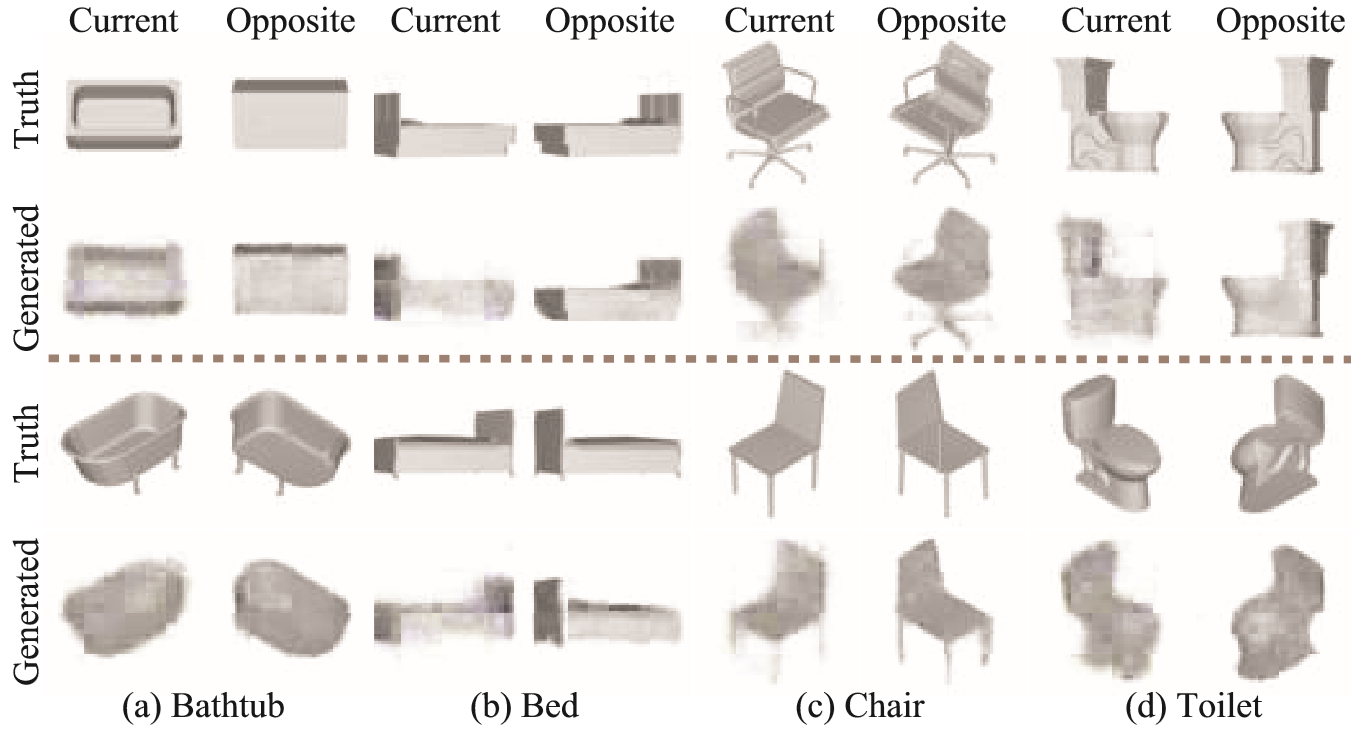 Current Opposite Current Opposite Current Opposite Current Opposite
Truth
Generated
Truth
Generated
(a) Bathtub (b) Bed (c) Chair (d) Toilet